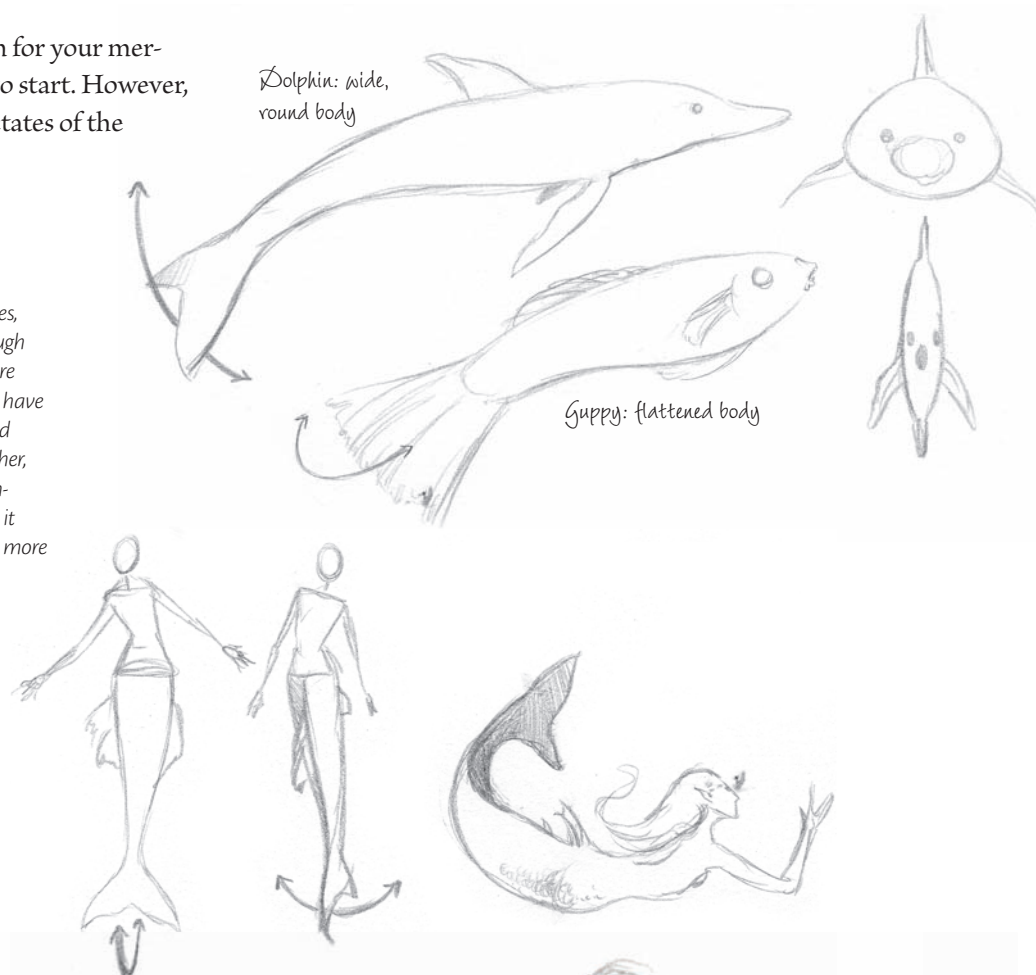 n for your mer-
o start. However,
tates of the
Dolphin: wide,
round body
es,
ugh
re
have
d
her,
n-
it
more
Guppy: flattened body